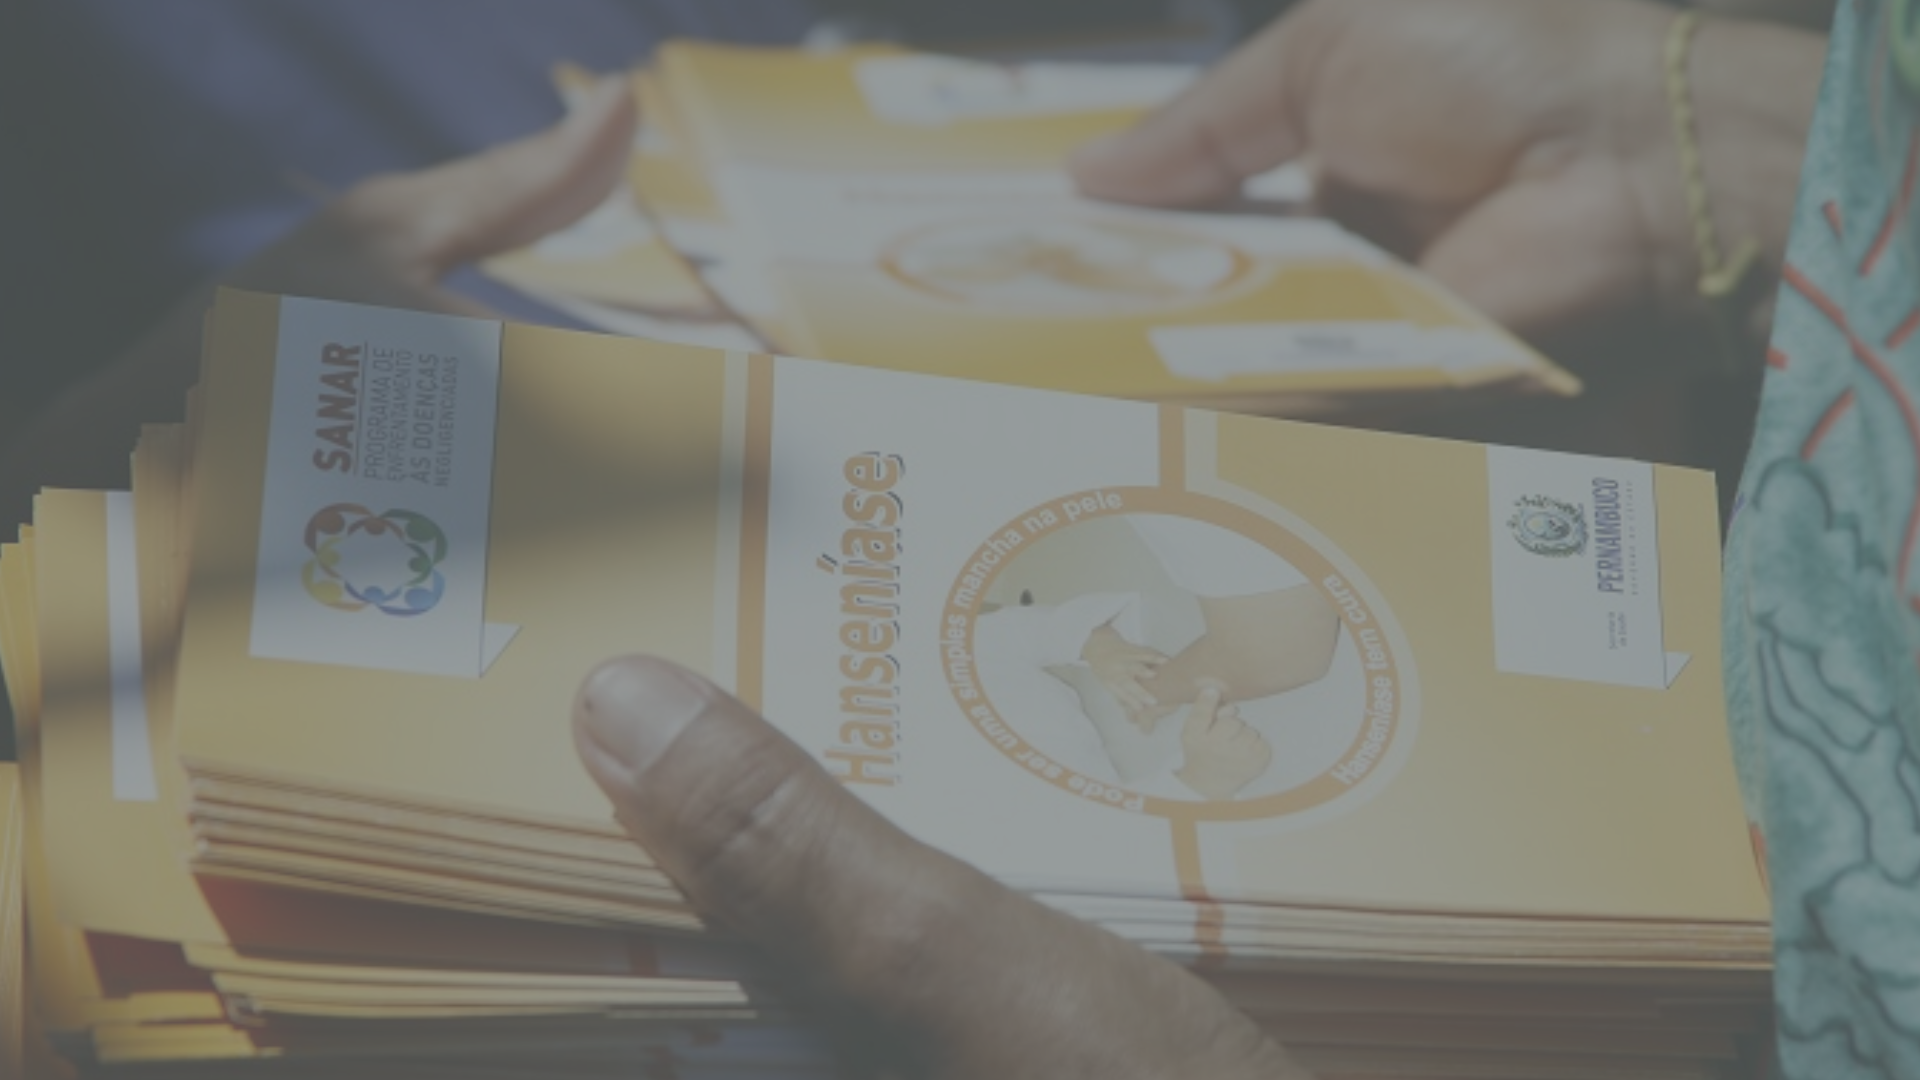 SANAR
PROGRAMA DE
ENFRENTAMENTO
ÀS DOENÇAS
NEGLIGENCIADAS
Hanseníase
Pode ser uma simples mancha na pele
Hanseníase tem cura
PERNAMBUCO